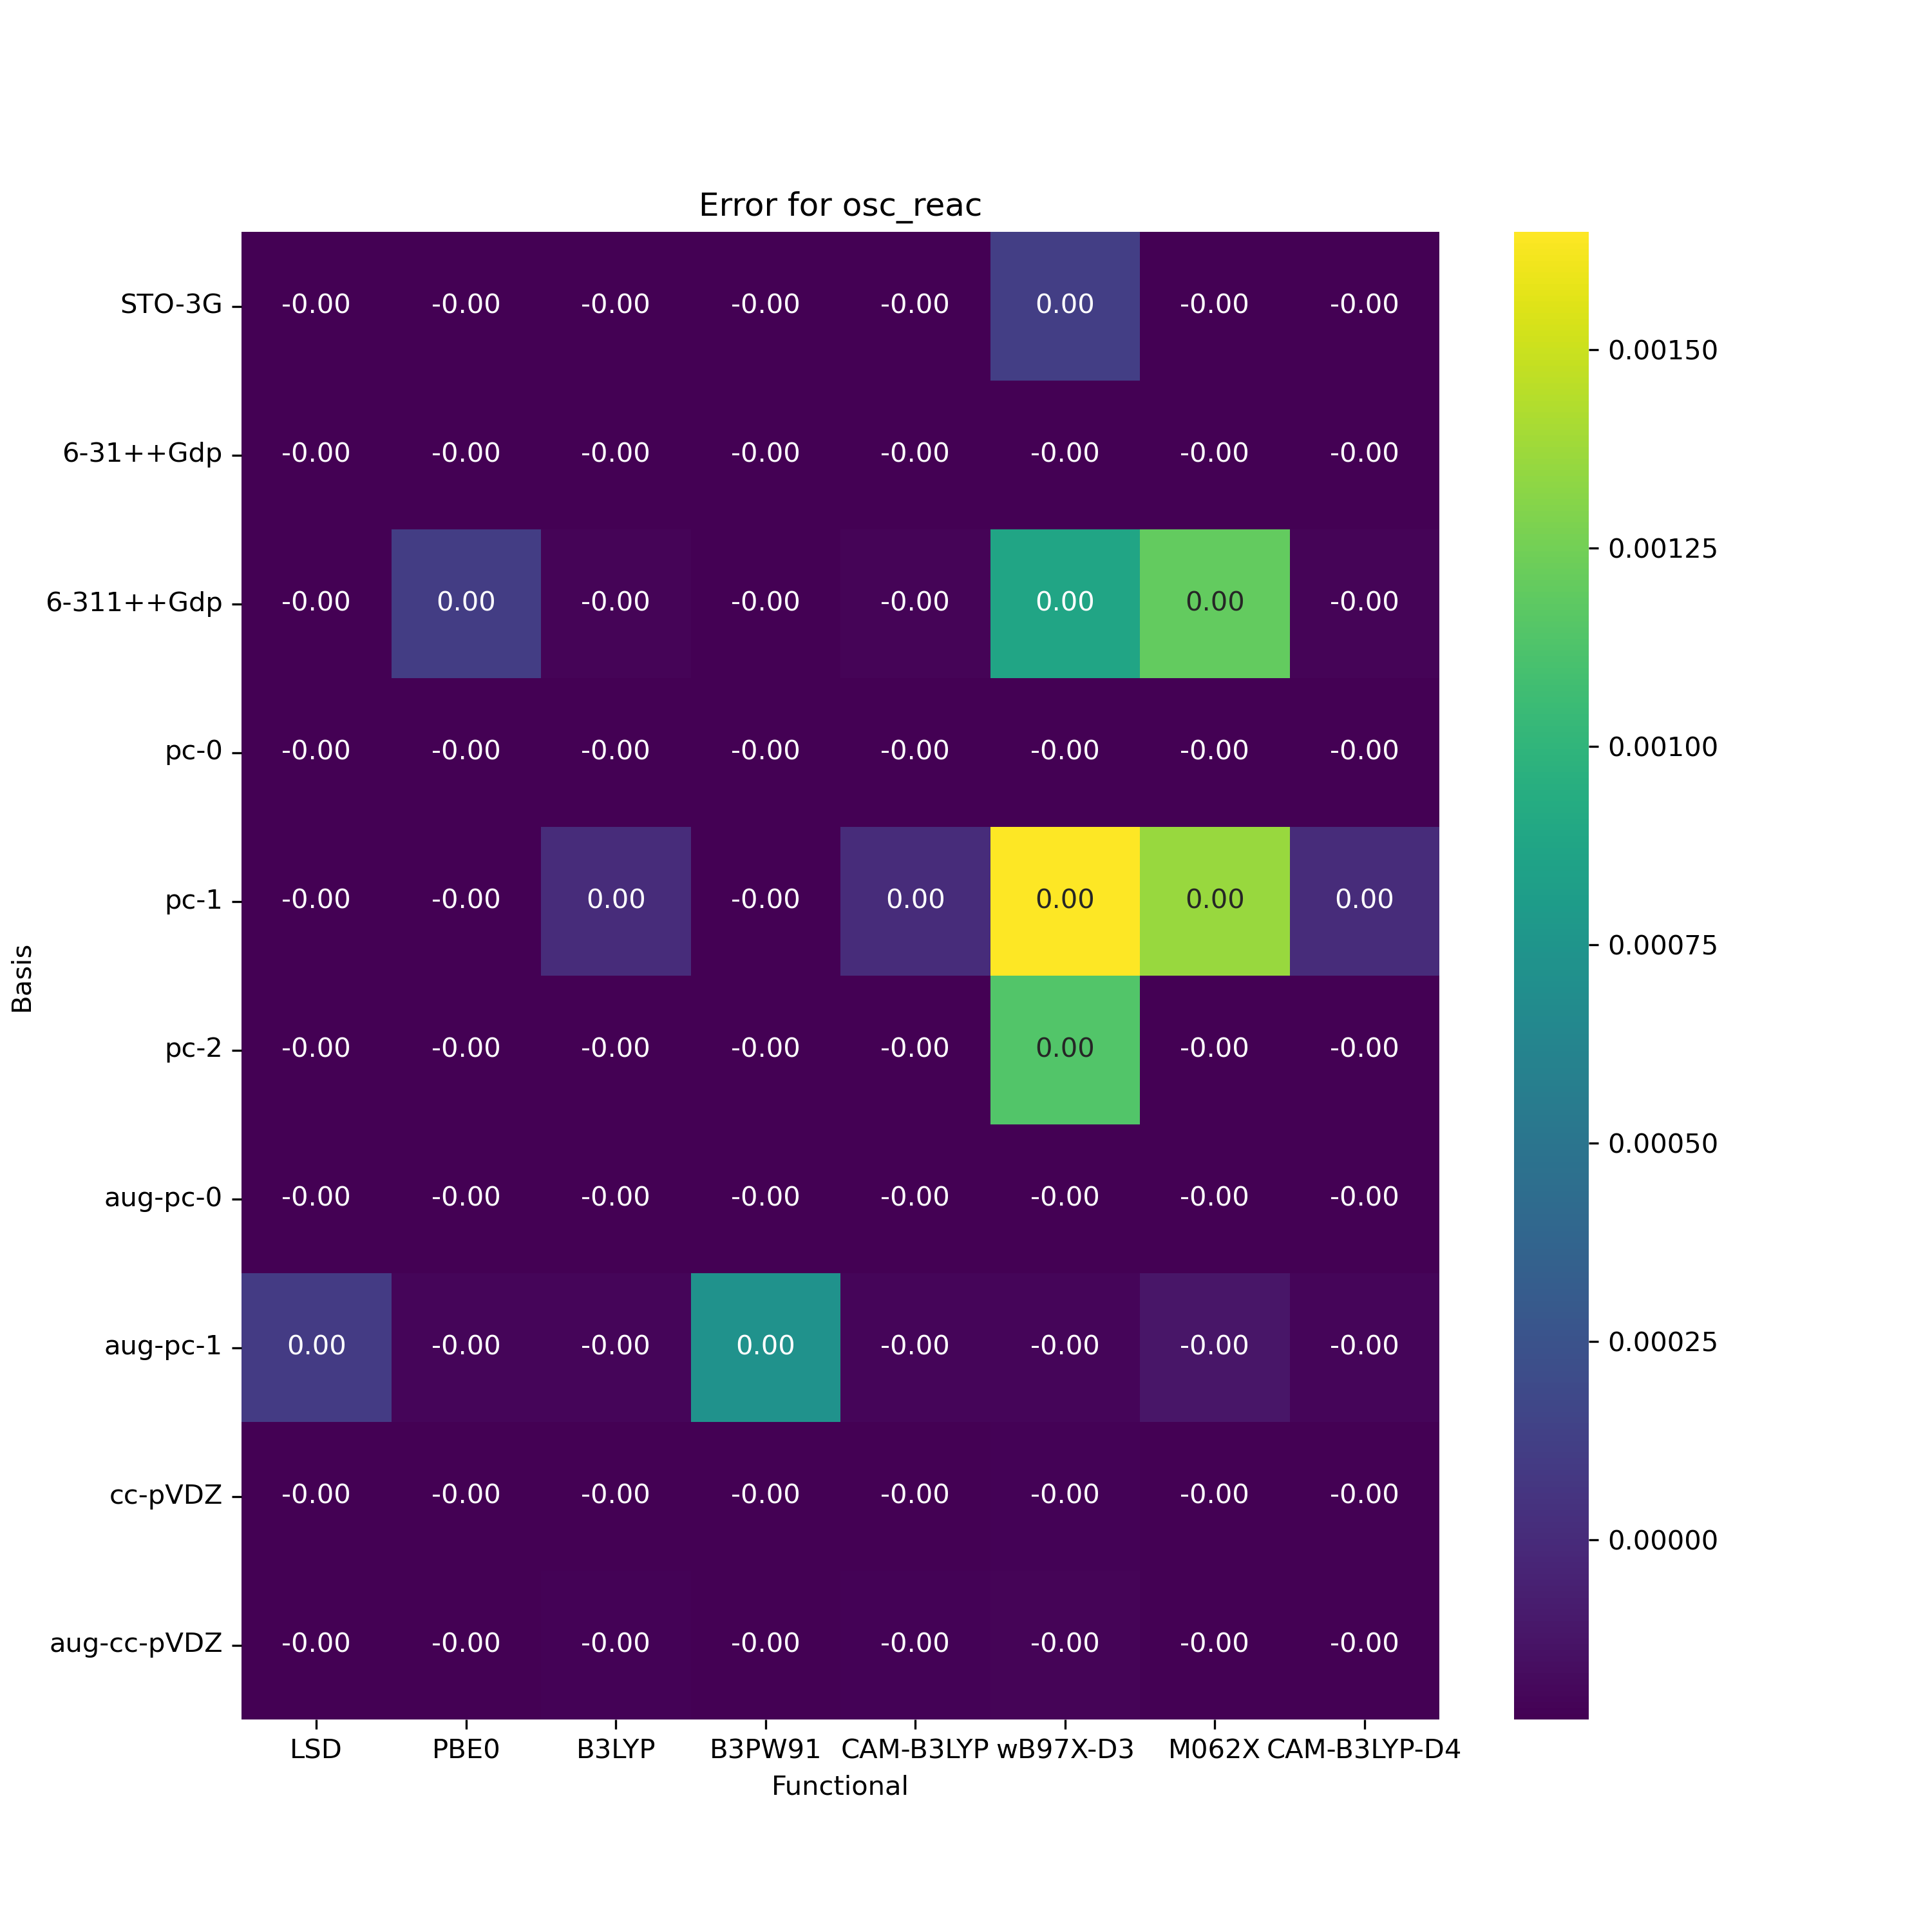 Error for osc_reac
STO-3G -0.00 -0.00 -0.00 -0.00 -0.00 0.00 -0.00 -0.00
6-31++Gdp -0.00 -0.00 -0.00 -0.00 -0.00 -0.00 -0.00 -0.00
6-311++Gdp -0.00 0.00 -0.00 -0.00 -0.00 0.00 0.00 -0.00
pc-0 -0.00 -0.00 -0.00 -0.00 -0.00 -0.00 -0.00 -0.00
pc-1 -0.00 -0.00 0.00 -0.00 0.00 0.00 0.00 0.00
pc-2 -0.00 -0.00 -0.00 -0.00 -0.00 0.00 -0.00 -0.00
aug-pc-0 -0.00 -0.00 -0.00 -0.00 -0.00 -0.00 -0.00 -0.00
aug-pc-1 0.00 -0.00 -0.00 0.00 -0.00 -0.00 -0.00 -0.00
cc-pVDZ -0.00 -0.00 -0.00 -0.00 -0.00 -0.00 -0.00 -0.00
aug-cc-pVDZ -0.00 -0.00 -0.00 -0.00 -0.00 -0.00 -0.00 -0.00
LSD PBE0 B3LYP B3PW91 CAM-B3LYP wB97X-D3 M062X CAM-B3LYP-D4
Functional
Basis
0.00150
0.00125
0.00100
0.00075
0.00050
0.00025
0.00000